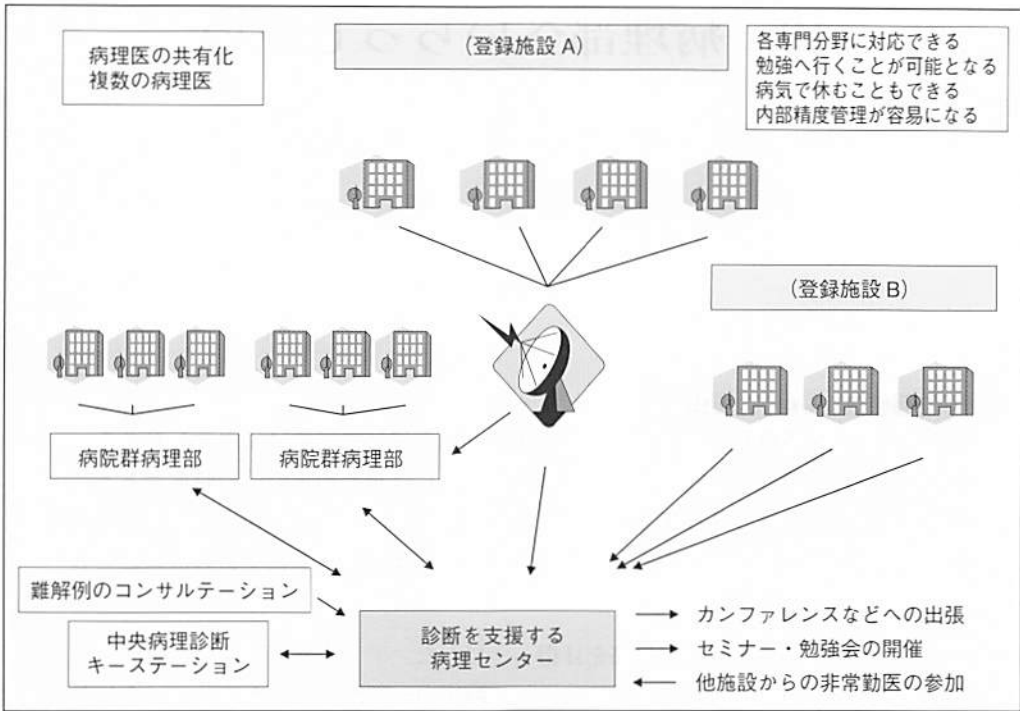 病理医の共有化
複数の病理医
(登録施設 A)
各専門分野に対応できる
勉強へ行くことが可能となる
病気で休むこともできる
内部精度管理が容易になる
(登録施設 B)
病院群病理部
病院群病理部
難解例のコンサルテーション
中央病理診断
キーステーション
診断を支援する
病理センター
カンファレンスなどへの出張
セミナー・勉強会の開催
他施設からの非常勤医の参加